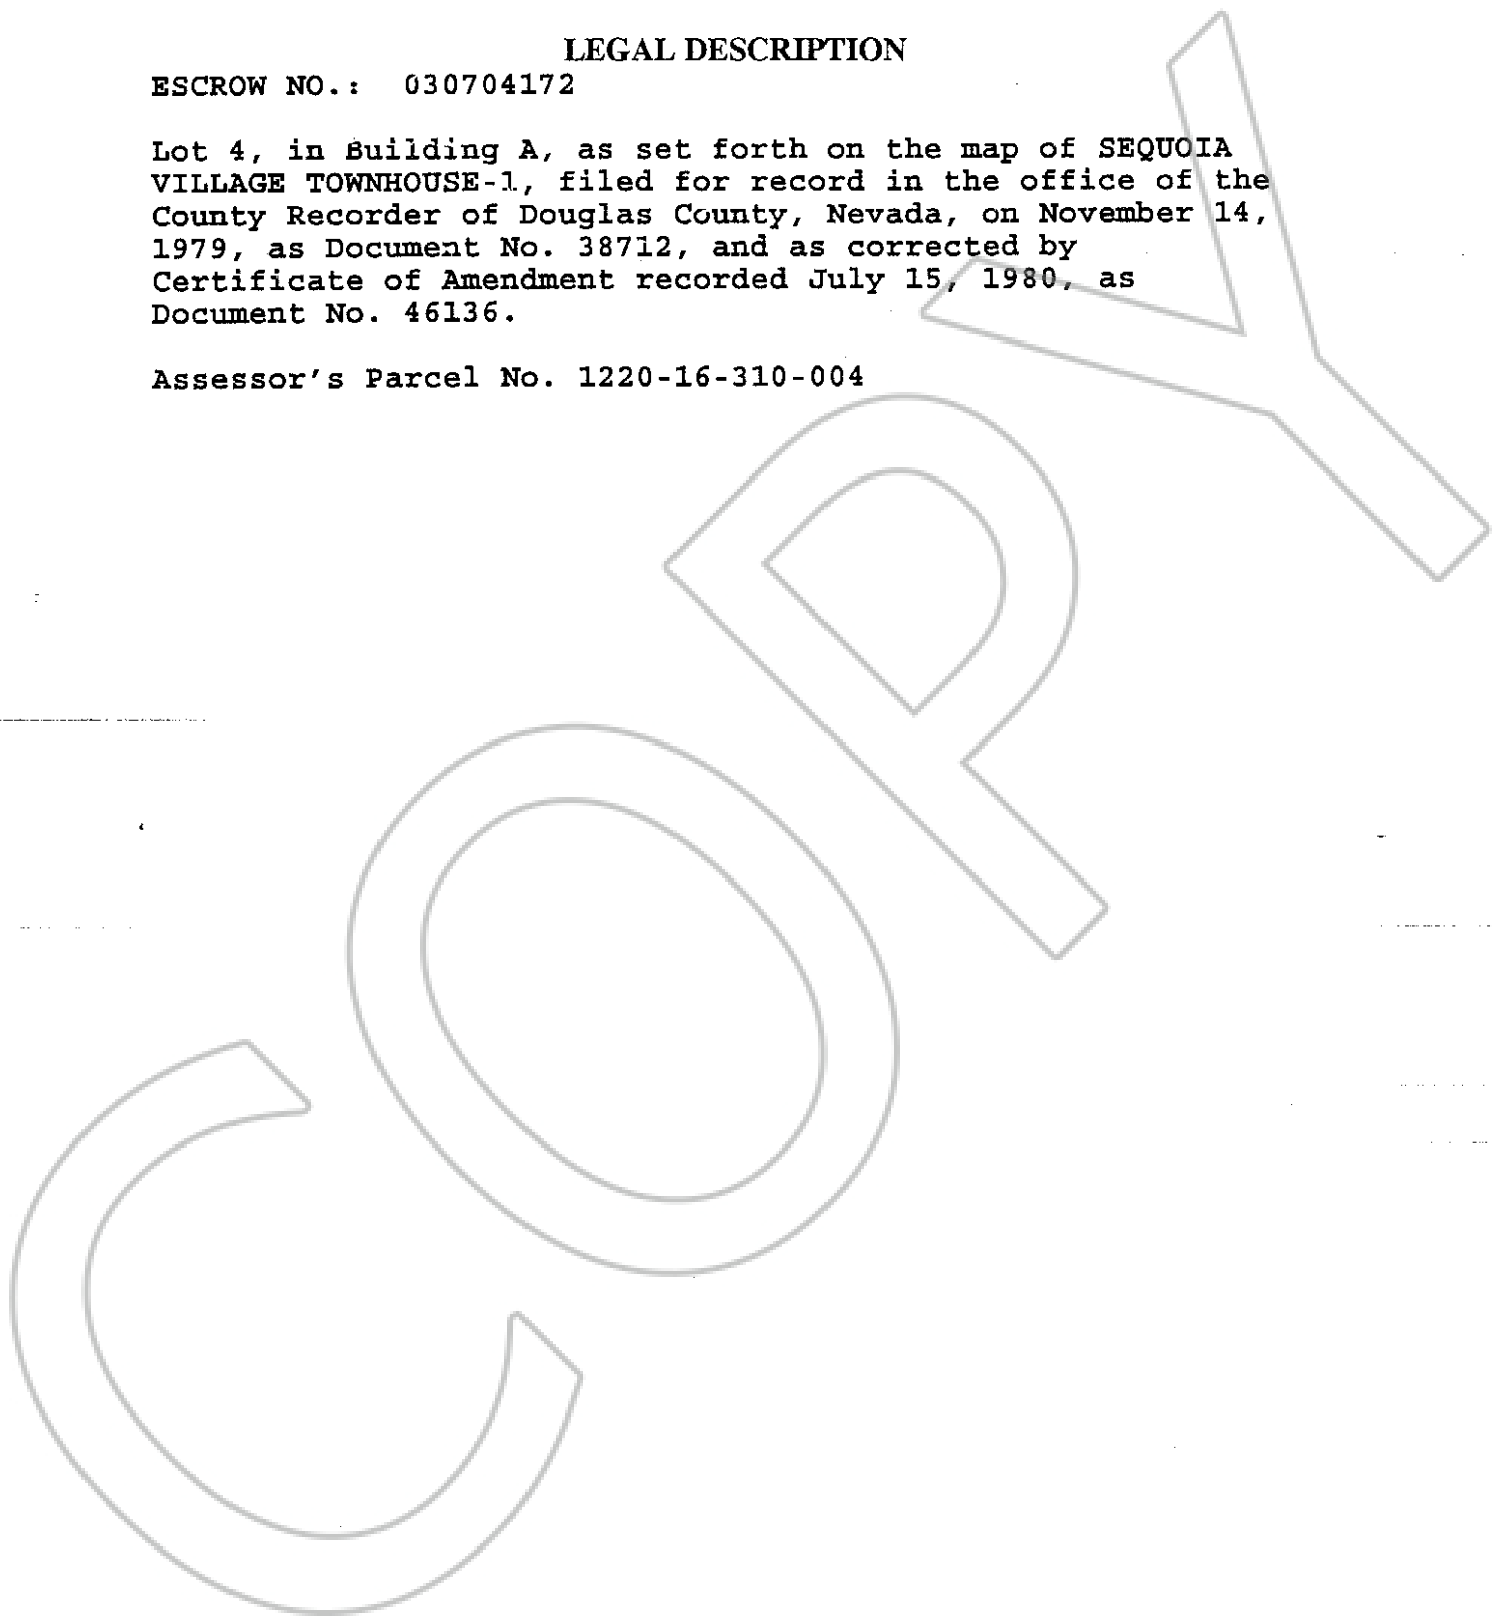 LEGAL DESCRIPTION
ESCROW NO.: 030704172
Lot 4, in Building A, as set forth on the map of SEQUOIA
VILLAGE TOWNHOUSE-1, filed for record in the office of the
County Recorder of Douglas County, Nevada, on November 14,
1979, as Document No. 38712, and as corrected by
Certificate of Amendment recorded July 15, 1980, as
Document No. 46136.
Assessor's Parcel No. 1220-16-310-004
COPY